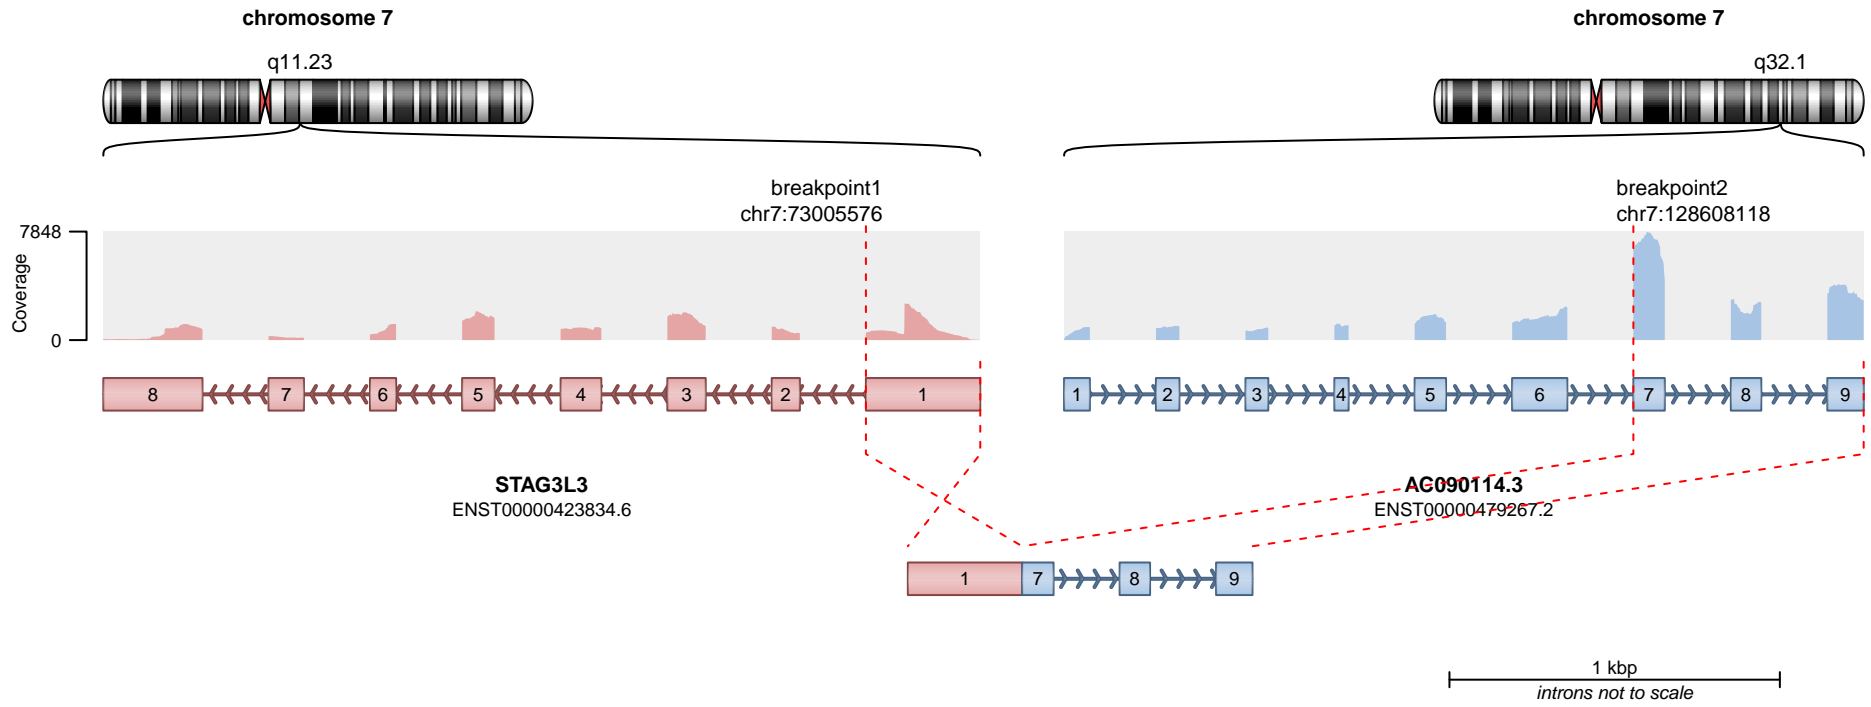 chromosome 7
chromosome 7
q11.23
q32.1
breakpoint1
chr7:73005576
breakpoint2
chr7:128608118
7848
0
Coverage
8 7 6 5 4 3 2 1
1 2 3 4 5 6 7 8 9
STAG3L3
ENST00000423834.6
AC090114.3
ENST00000479267.2
1 7 8 9
1 kbp
introns not to scale